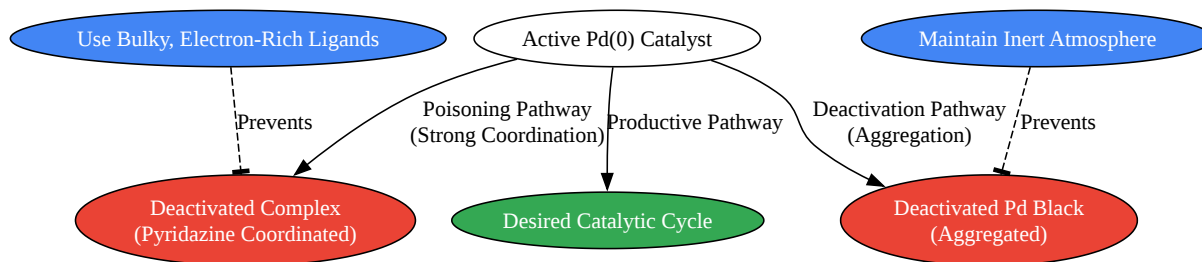 Use Bulky, Electron-Rich Ligands
Active Pd(0) Catalyst
Maintain Inert Atmosphere
Prevents
Poisoning Pathway
(Strong Coordination)
Productive Pathway
Deactivation Pathway
(Aggregation)
Prevents
Deactivated Complex
(Pyridazine Coordinated)
Desired Catalytic Cycle
Deactivated Pd Black
(Aggregated)